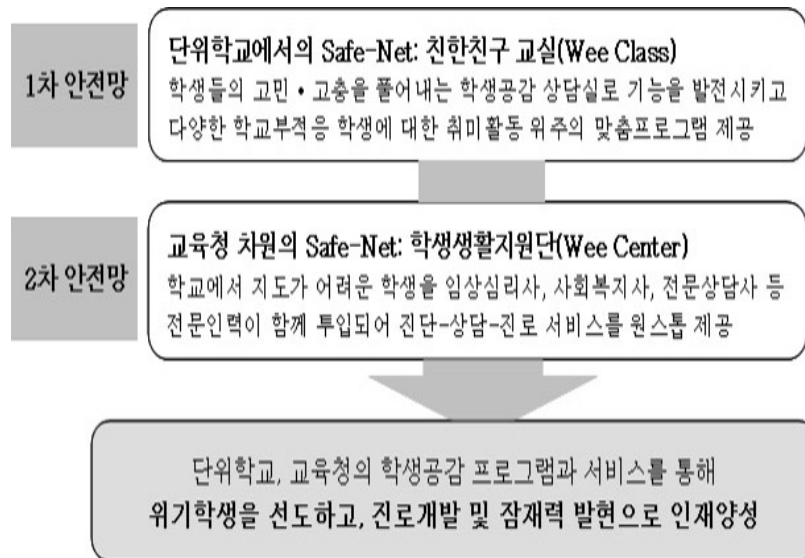 1차 안전망
단위학교에서의 Safe-Net: 친한친구 교실(Wee Class)
학생들의 고민·고충을 풀어내는 학생공감 상담실로 기능을 발전시키고
다양한 학교부적응 학생에 대한 취미활동 위주의 맞춤프로그램 제공
2차 안전망
교육청 차원의 Safe-Net: 학생생활지원단(Wee Center)
학교에서 지도가 어려운 학생을 임상심리사, 사회복지사, 전문상담사 등
전문인력이 함께 투입되어 진단-상담-진로 서비스를 원스톱 제공
단위학교, 교육청의 학생공감 프로그램과 서비스를 통해
위기학생을 선도하고, 진로개발 및 잠재력 발현으로 인재양성